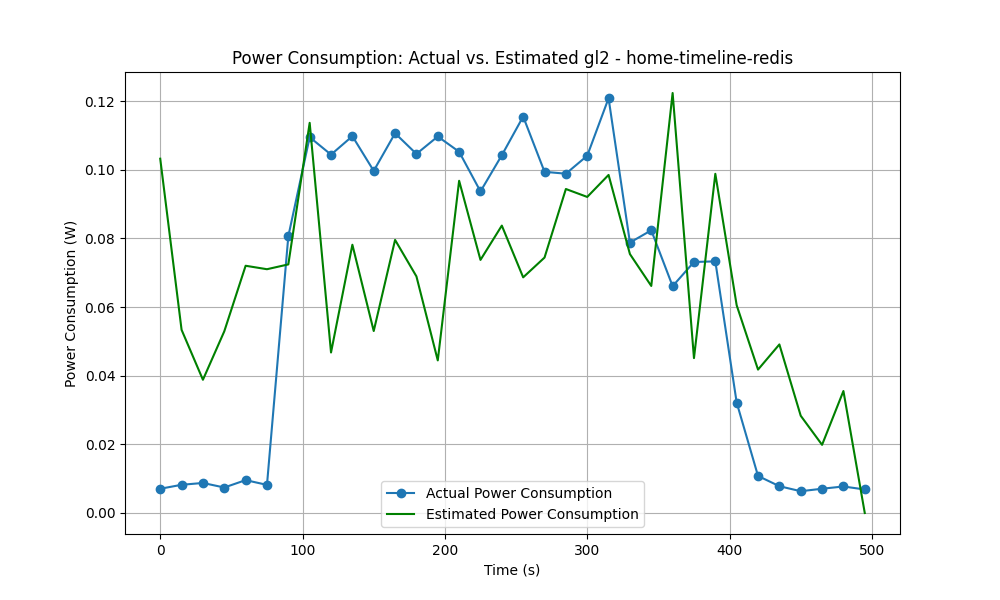 Power Consumption: Actual vs. Estimated gl2 - home-timeline-redis
Power Consumption (W)
0.12
0.10
0.08
0.06
0.04
0.02
0.00
Actual Power Consumption
Estimated Power Consumption
0 100 200 300 400 500
Time (s)